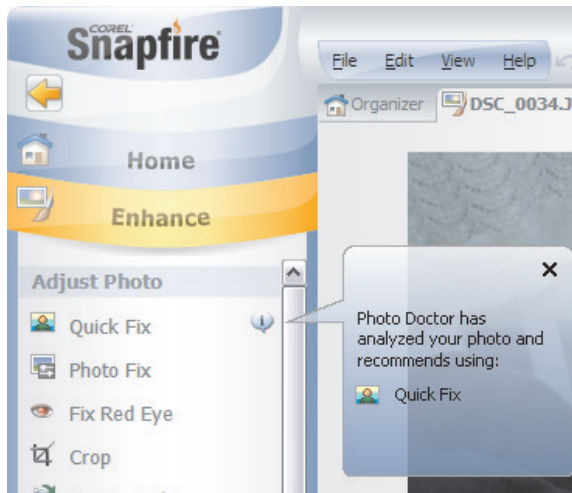 COREL
Snapfire
File Edit View Help
Organizer DSC_0034.J
Home
Enhance
Adjust Photo
Quick Fix
Photo Fix
Fix Red Eye
Crop
Photo Doctor has
analyzed your photo and
recommends using:
Quick Fix